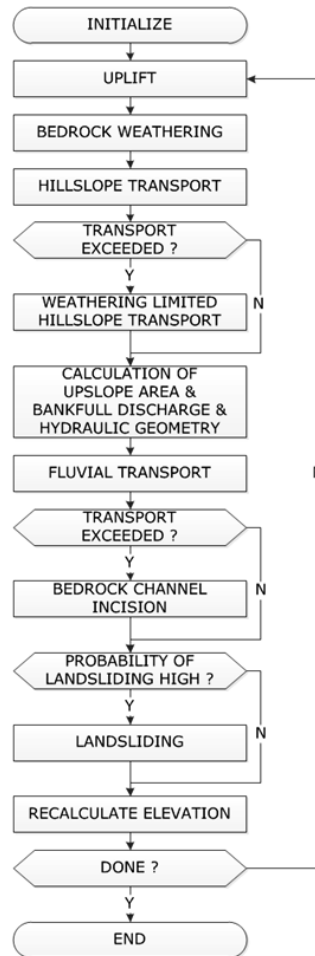 INITIALIZE
UPLIFT
BEDROCK WEATHERING
HILLSLOPE TRANSPORT
TRANSPORT
EXCEEDED ?
Y
N
WEATHERING LIMITED
HILLSLOPE TRANSPORT
CALCULATION OF
UPSLOPE AREA &
BANKFULL DISCHARGE &
HYDRAULIC GEOMETRY
FLUVIAL TRANSPORT
TRANSPORT
EXCEEDED ?
Y
N
BEDROCK CHANNEL
INCISION
PROBABILITY OF
LANDSLIDING HIGH ?
Y
N
LANDSLIDING
RECALCULATE ELEVATION
DONE ?
Y
END